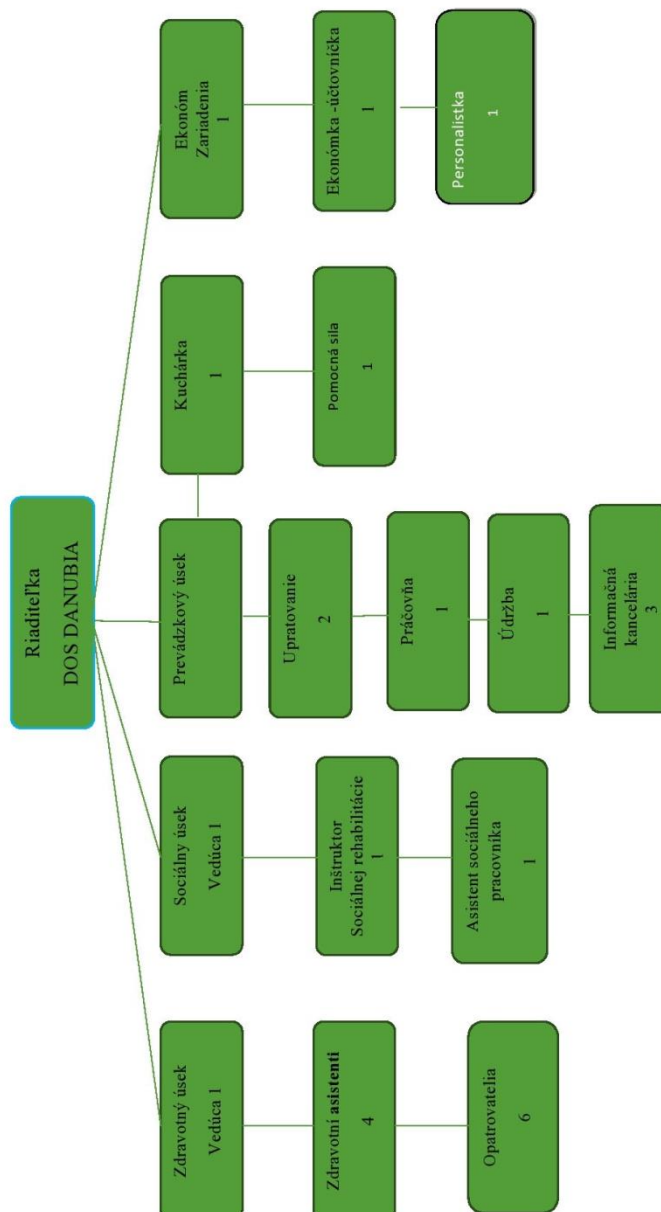 Riaditeľka
DOS DANUBIA
Zdravotný úsek
Vedúca 1
Zdravotní asistenti
4
Opatrovatelia
6
Sociálny úsek
Vedúca 1
Inštruktor
Sociálnej rehabilitácie
1
Asistent sociálneho
pracovníka
1
Prevádzkový úsek
Upratovanie
2
Práčovňa
1
Údržba
1
Informačná
kancelária
3
Kuchárka
1
Pomocná sila
1
Ekonóm
Zariadenia
1
Ekonómka -účtovníčka
1
Personalistka
1